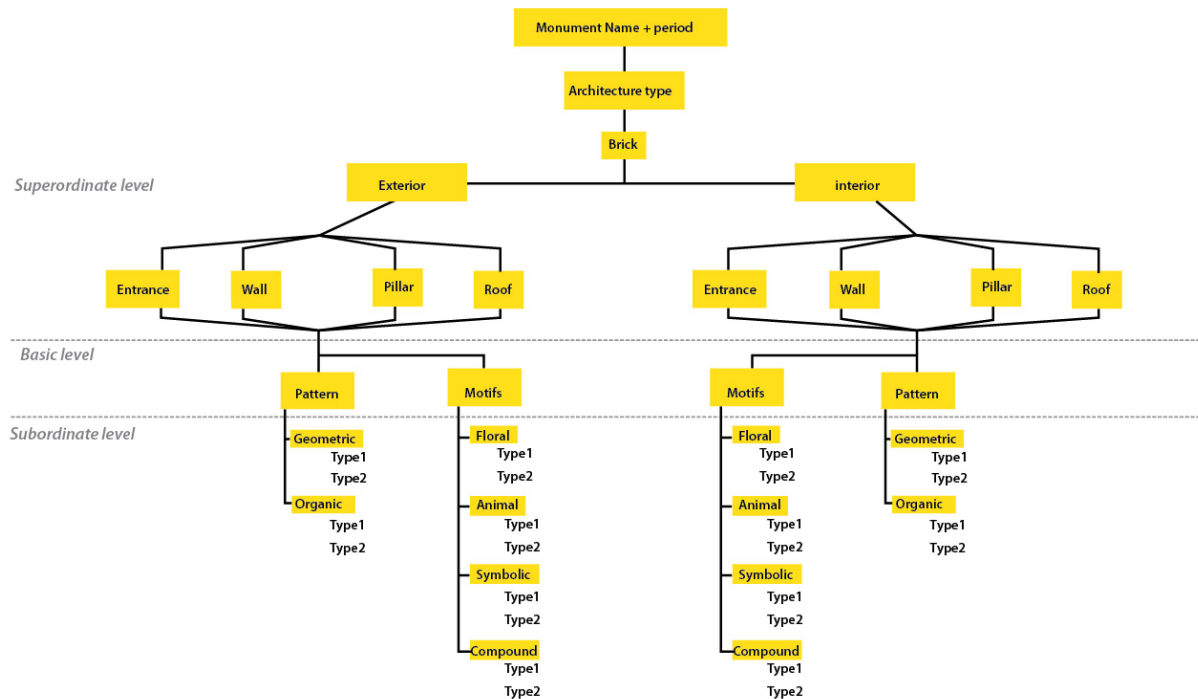 Monument Name + period
Architecture type
Brick
Superordinate level
Exterior
interior
Entrance
Wall
Pillar
Roof
Entrance
Wall
Pillar
Roof
Basic level
Pattern
Motifs
Motifs
Pattern
Subordinate level
Geometric
Type1
Type2
Organic
Type1
Type2
Floral
Type1
Type2
Animal
Type1
Type2
Symbolic
Type1
Type2
Compound
Type1
Type2
Floral
Type1
Type2
Animal
Type1
Type2
Symbolic
Type1
Type2
Compound
Type1
Type2
Geometric
Type1
Type2
Organic
Type1
Type2